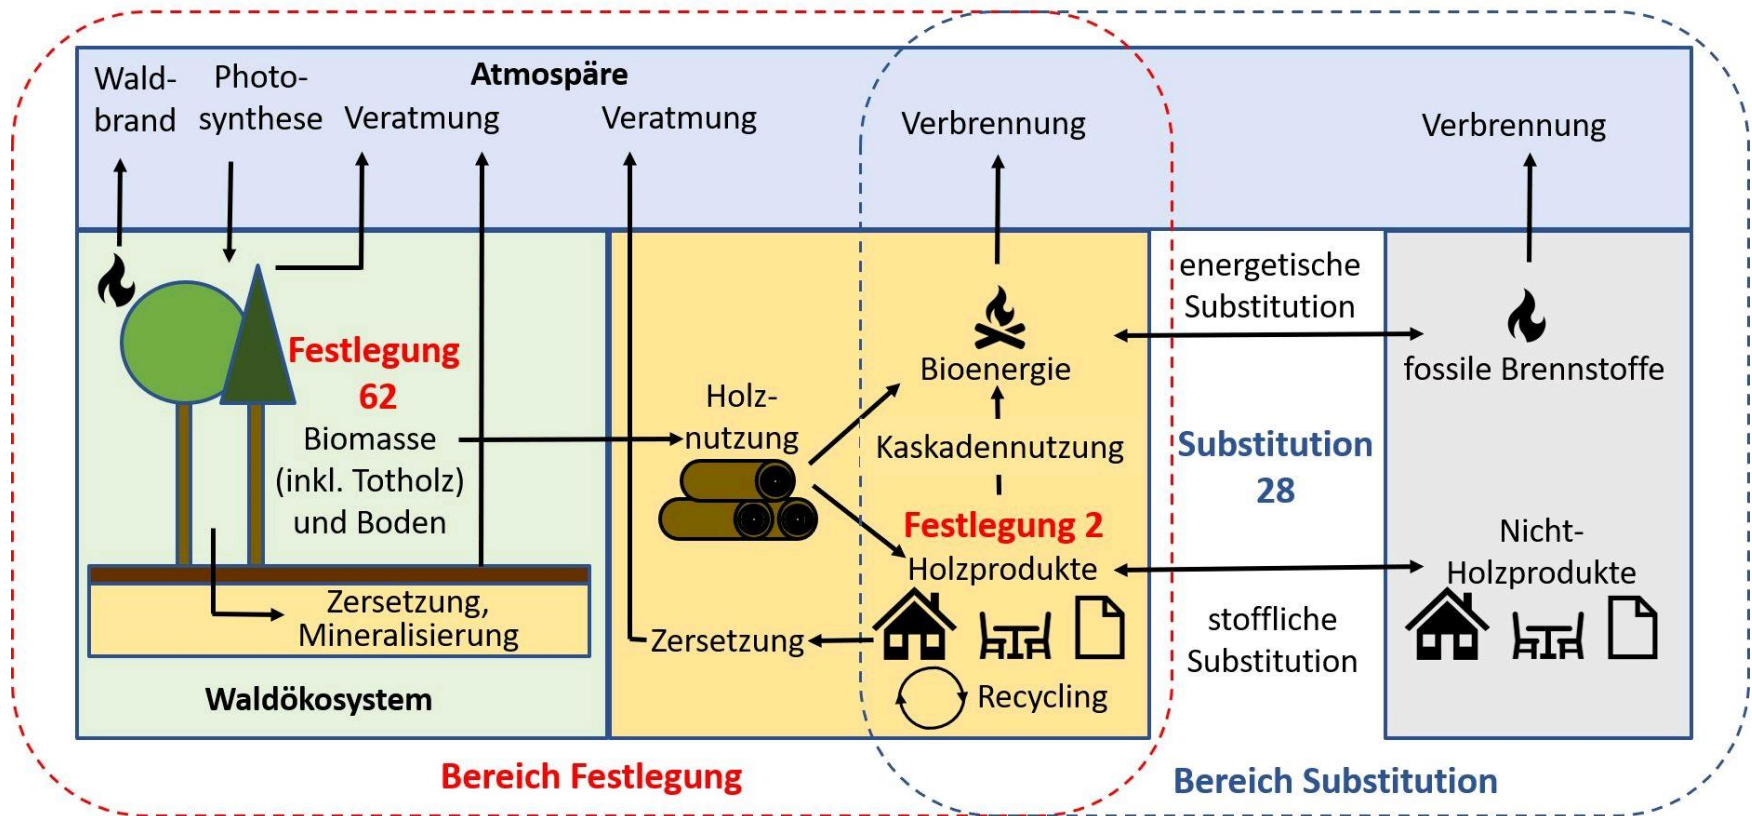 Wald-
brand
Photo-
synthese
Atmospäre
Veratmung
Veratmung
Verbrennung
Verbrennung
Festlegung
62
Biomasse
(inkl. Totholz)
und Boden
Zersetzung,
Mineralisierung
Waldökosystem
Holz-
nutzung
Bioenergie
Kaskadennutzung
Festlegung 2
Holzprodukte
Zersetzung
Recycling
energetische
Substitution
Substitution
28
stoffliche
Substitution
fossile Brennstoffe
Nicht-
Holzprodukte
Bereich Festlegung
Bereich Substitution